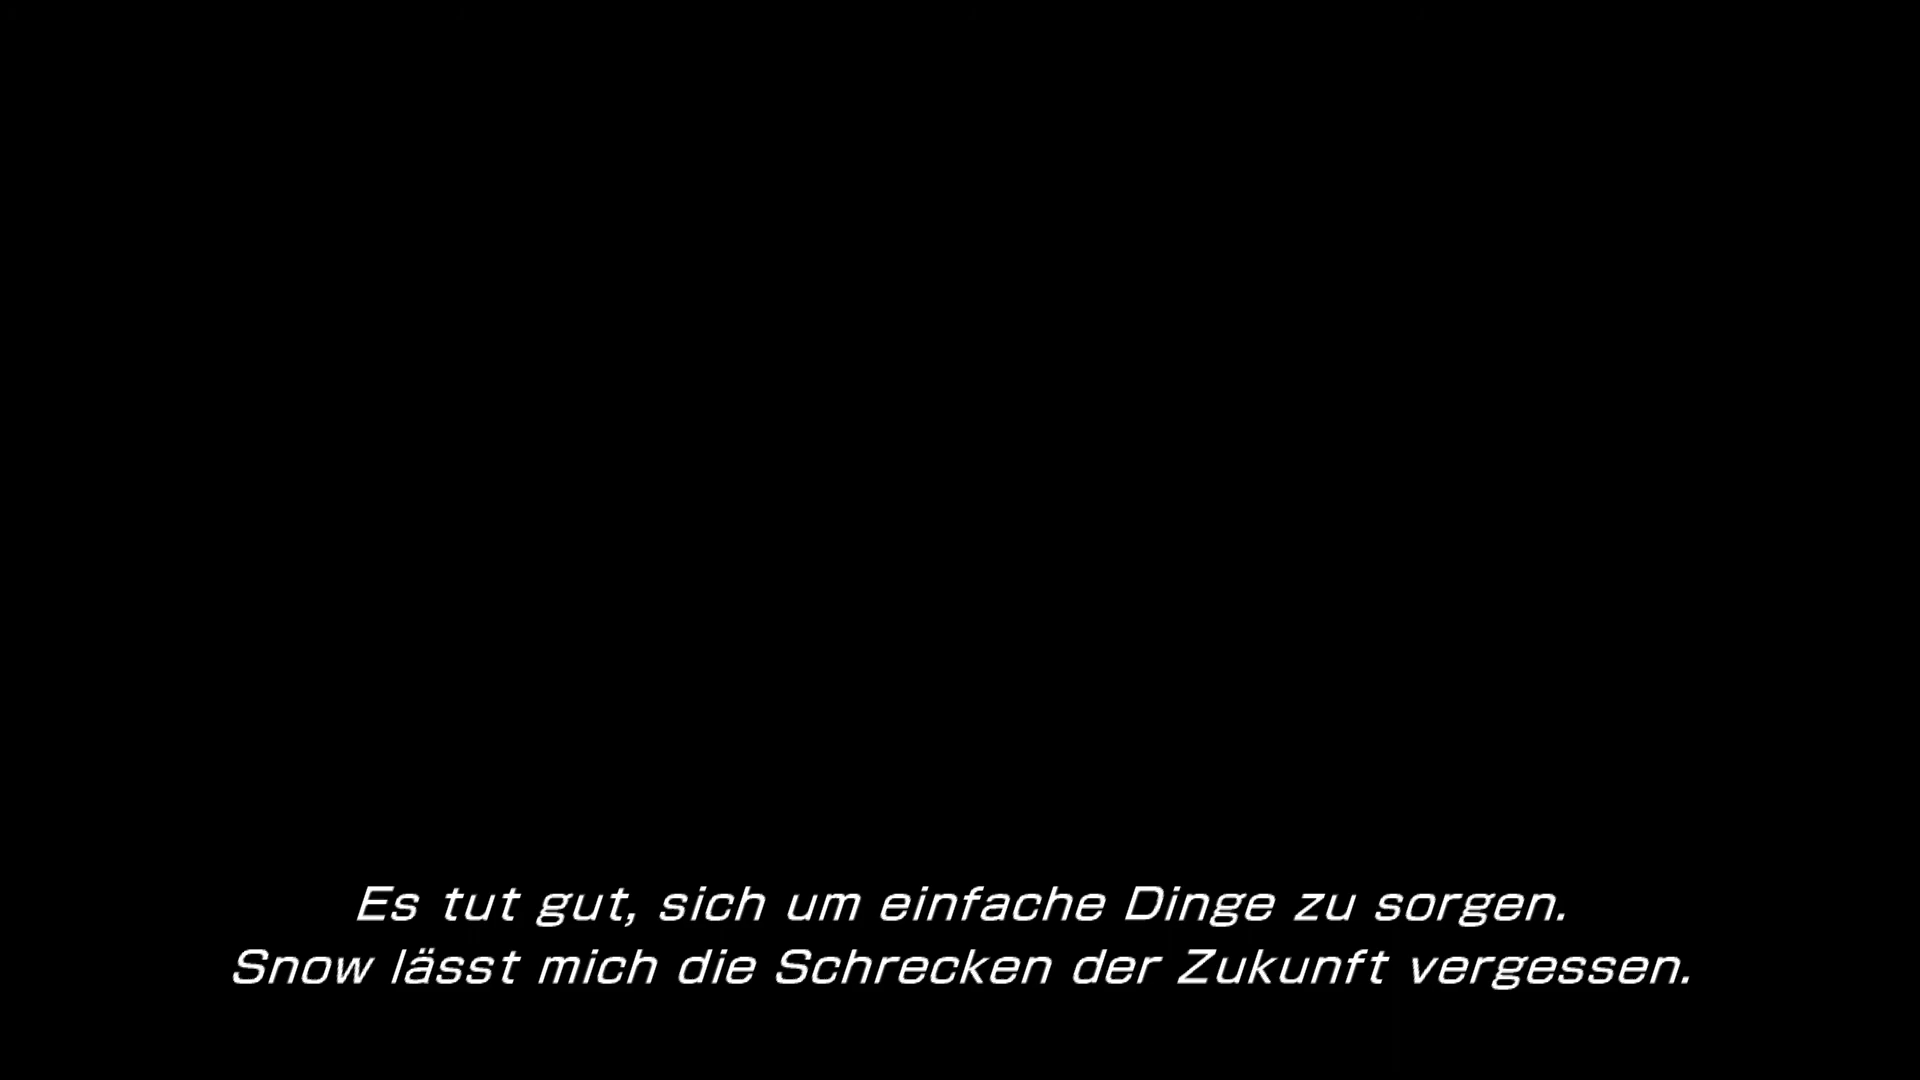 Es tut gut, sich um einfache Dinge zu sorgen.
Snow lässt mich die Schrecken der Zukunft vergessen.